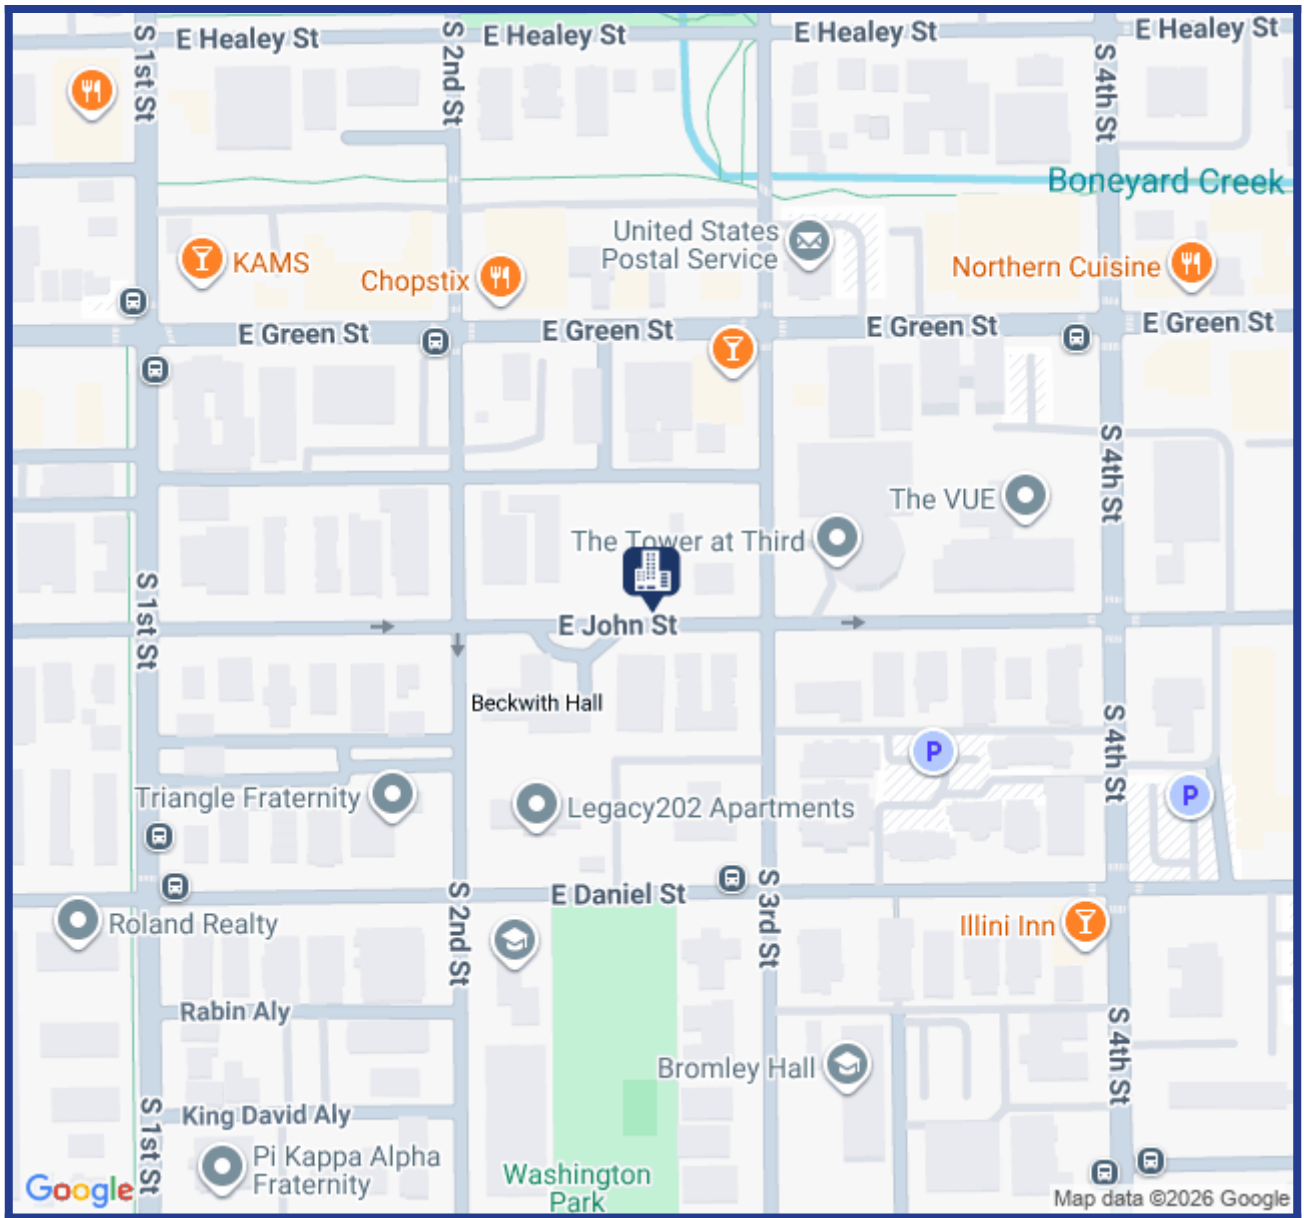 E Healey St
E Healey St
E Healey St
E Healey St
S 1st St
S 2nd St
S 4th St
Boneyard Creek
United States
Postal Service
KAMS
Chopstix
Northern Cuisine
E Green St
E Green St
E Green St
E Green St
S 4th St
The VUE
The Tower at Third
S 1st St
E John St
Beckwith Hall
S 4th St
P
P
Triangle Fraternity
Legacy202 Apartments
E Daniel St
S 2nd St
S 3rd St
Roland Realty
Illini Inn
Rabin Aly
S 4th St
Bromley Hall
King David Aly
S 1st St
Pi Kappa Alpha
Fraternity
Washington
Park
Google
Map data ©2026 Google